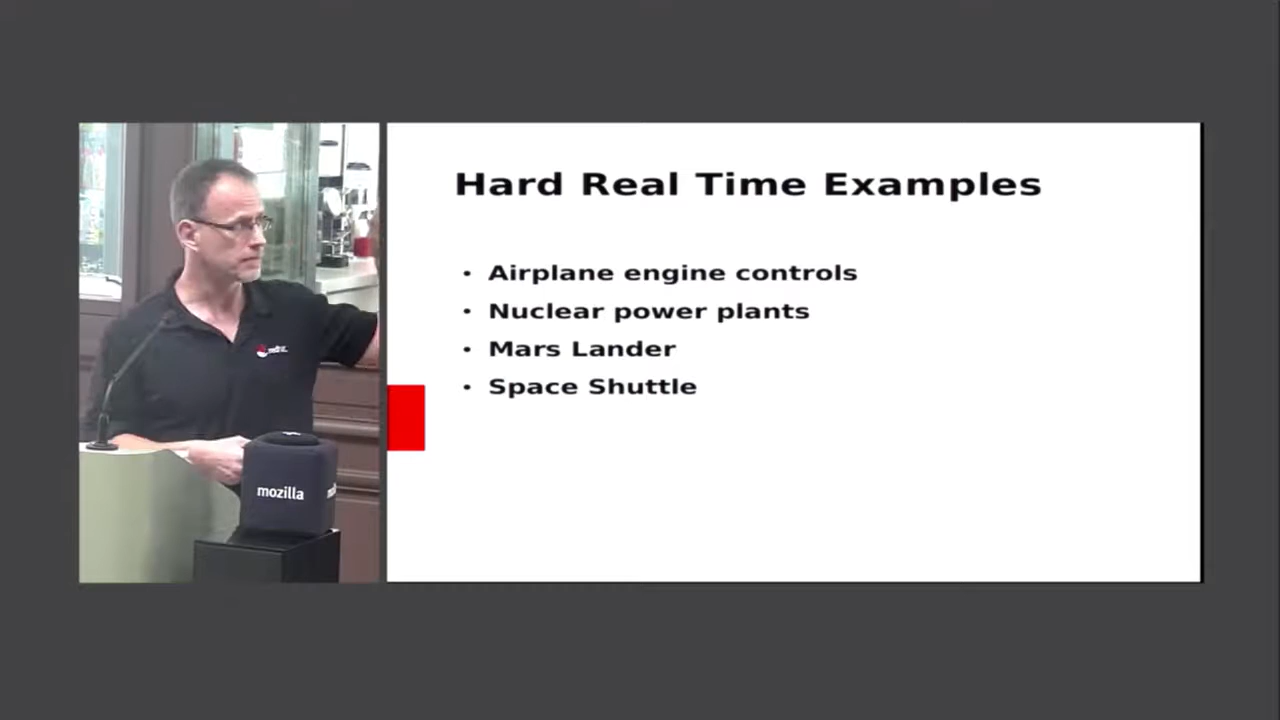 Hard Real Time Examples
• Airplane engine controls
• Nuclear power plants
• Mars Lander
• Space Shuttle
mozilla